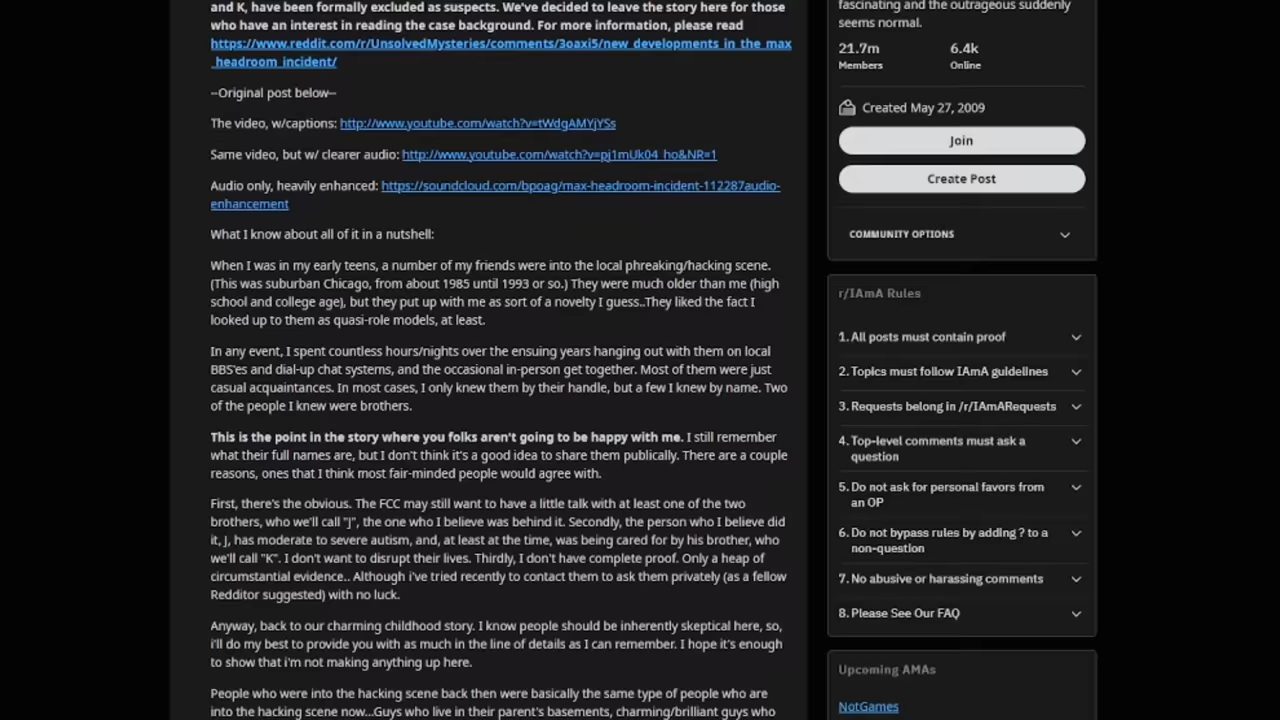 and K, have been formally excluded as suspects. We've decided to leave the story here for those
who have an interest in reading the case background. For more information, please read
https://www.reddit.com/r/UnsolvedMysteries/comments/3oaxi5/new_developments_in_the_max
_headroom_incident/
--Original post below--
The video, w/captions: http://www.youtube.com/watch?v=tWdgAMYjYSs
Same video, but w/ clearer audio: http://www.youtube.com/watch?v=pj1mUk04_ho&NR=1
Audio only, heavily enhanced: https://soundcloud.com/bpoag/max-headroom-incident-112287audio-
enhancement
What I know about all of it in a nutshell:
When I was in my early teens, a number of my friends were into the local phreaking/hacking scene.
(This was suburban Chicago, from about 1985 until 1993 or so.) They were much older than me (high
school and college age), but they put up with me as sort of a novelty I guess..They liked the fact I
looked up to them as quasi-role models, at least.
In any event, I spent countless hours/nights over the ensuing years hanging out with them on local
BBS'es and dial-up chat systems, and the occasional in-person get together. Most of them were just
casual acquaintances. In most cases, I only knew them by their handle, but a few I knew by name. Two
of the people I knew were brothers.
This is the point in the story where you folks aren't going to be happy with me. I still remember
what their full names are, but I don't think it's a good idea to share them publically. There are a couple
reasons, ones that I think most fair-minded people would agree with.
First, there's the obvious. The FCC may still want to have a little talk with at least one of the two
brothers, who we'll call "J", the one who I believe was behind it. Secondly, the person who I believe did
it, J, has moderate to severe autism, and, at least at the time, was being cared for by his brother, who
we'll call "K". I don't want to disrupt their lives. Thirdly, I don't have complete proof. Only a heap of
circumstantial evidence.. Although i've tried recently to contact them to ask them privately (as a fellow
Redditor suggested) with no luck.
Anyway, back to our charming childhood story. I know people should be inherently skeptical here, so,
i'll do my best to provide you with as much in the line of details as I can remember. I hope it's enough
to show that i'm not making anything up here.
People who were into the hacking scene back then were basically the same type of people who are
into the hacking scene now...Guys who live in their parent's basements, charming/brilliant guys who
fascinating and the outrageous suddenly
seems normal.
21.7m 6.4k
Members Online
Created May 27, 2009
Join
Create Post
COMMUNITY OPTIONS
r/IAmA Rules
1. All posts must contain proof
2. Topics must follow IAmA guidelines
3. Requests belong in /r/IAmARequests
4. Top-level comments must ask a
question
5. Do not ask for personal favors from
an OP
6. Do not bypass rules by adding ? to a
non-question
7. No abusive or harassing comments
8. Please See Our FAQ
Upcoming AMAs
NotGames